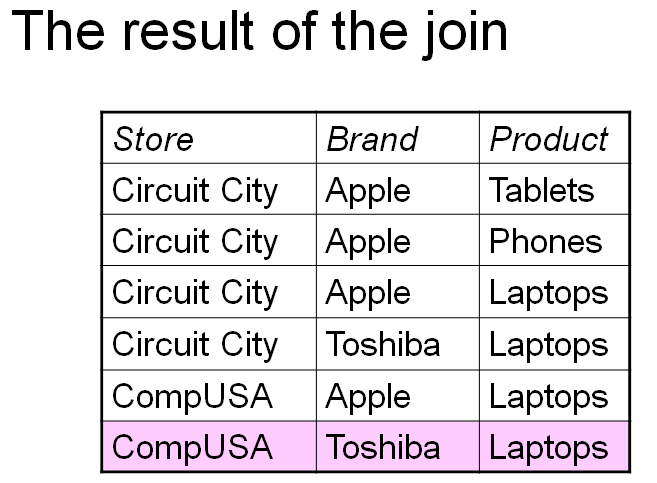 The result of the join
Store Brand Product
Circuit City Apple Tablets
Circuit City Apple Phones
Circuit City Apple Laptops
Circuit City Toshiba Laptops
CompUSA Apple Laptops
CompUSA Toshiba Laptops